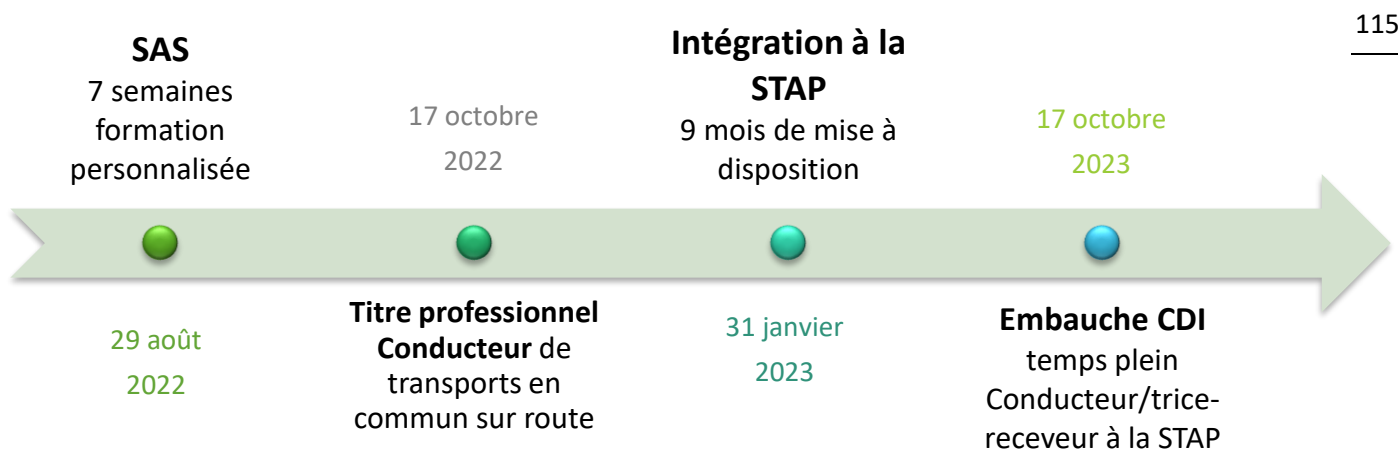 115
SAS
7 semaines
formation
personnalisée
29 août
2022
17 octobre
2022
Titre professionnel
Conducteur de
transports en
commun sur route
Intégration à la
STAP
9 mois de mise à
disposition
31 janvier
2023
17 octobre
2023
Embauche CDI
temps plein
Conducteur/trice-
receveur à la STAP